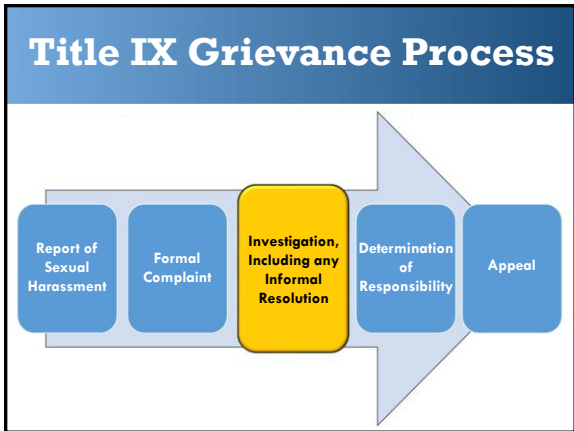 Title IX Grievance Process
Report of
Sexual
Harassment
Formal
Complaint
Investigation,
Including any
Informal
Resolution
Determination
of
Responsibility
Appeal